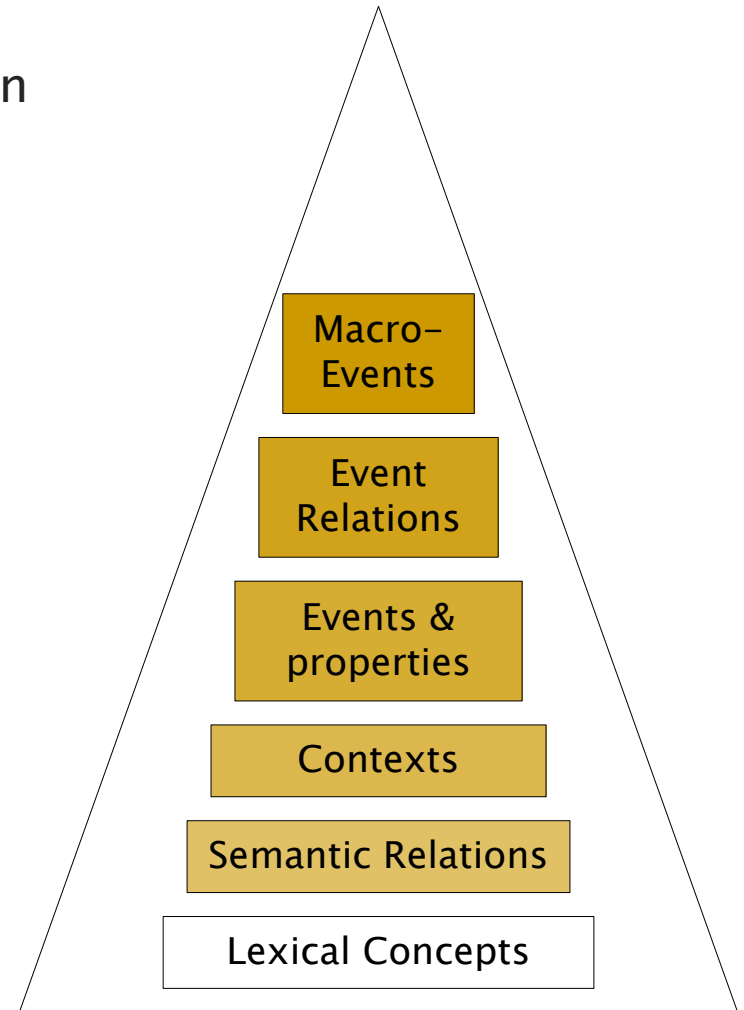 n
Macro-
Events
Event
Relations
Events &
properties
Contexts
Semantic Relations
Lexical Concepts